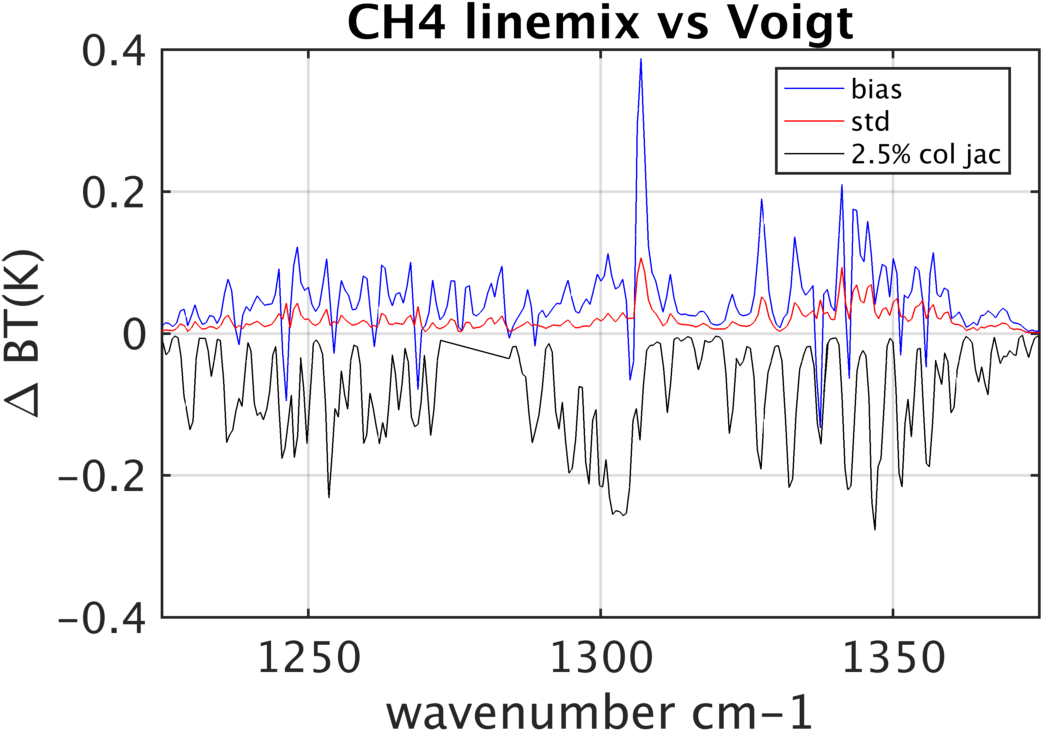 CH4 linemix vs Voigt
0.4
0.2
0
−0.2
−0.4
Δ BT(K)
bias
std
2.5% col jac
1250
1300
1350
wavenumber cm−1